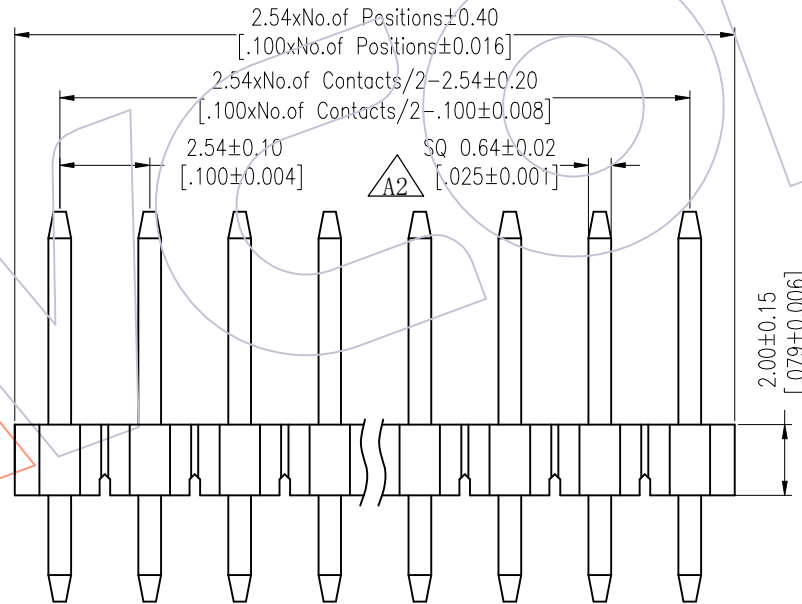 2.54xNo.of Positions±0.40
[.100xNo.of Positions±0.016]
2.54xNo.of Contacts/2-2.54±0.20
[.100xNo.of Contacts/2-.100±0.008]
2.54±0.10
[.100±0.004]
A2
SQ 0.64±0.02
[.025±0.001]
2.00±0.15
[.079±0.006]